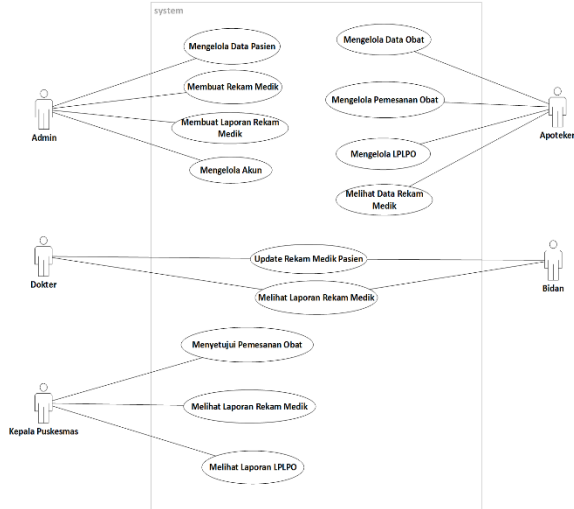 system
Mengelola Data Pasien
Membuat Rekam Medik
Membuat Laporan Rekam
Medik
Mengelola Akun
Admin
Mengelola Data Obat
Mengelola Pemesanan Obat
Mengelola LPLPO
Melihat Data Rekam
Medik
Apoteker
Update Rekam Medik Pasien
Melihat Laporan Rekam Medik
Dokter
Bidan
Menyetujui Pemesanan Obat
Melihat Laporan Rekam Medik
Melihat Laporan LPLPO
Kepala Puskesmas